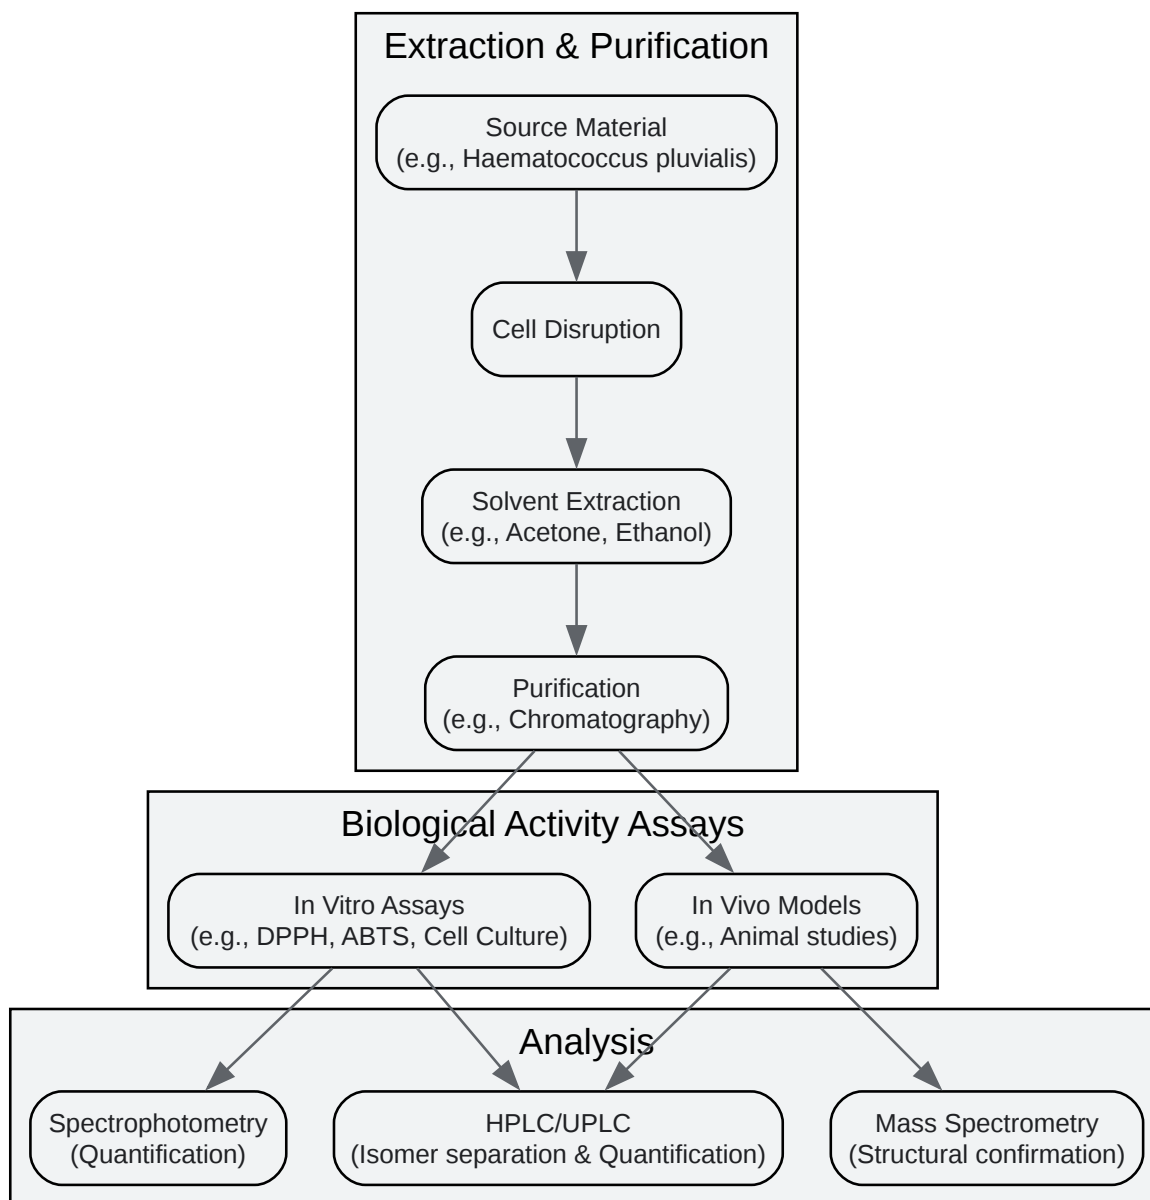 Extraction & Purification
Source Material
(e.g., Haematococcus pluvialis)
Cell Disruption
Solvent Extraction
(e.g., Acetone, Ethanol)
Purification
(e.g., Chromatography)
Biological Activity Assays
In Vitro Assays
(e.g., DPPH, ABTS, Cell Culture)
In Vivo Models
(e.g., Animal studies)
Analysis
Spectrophotometry
(Quantification)
HPLC/UPLC
(Isomer separation & Quantification)
Mass Spectrometry
(Structural confirmation)